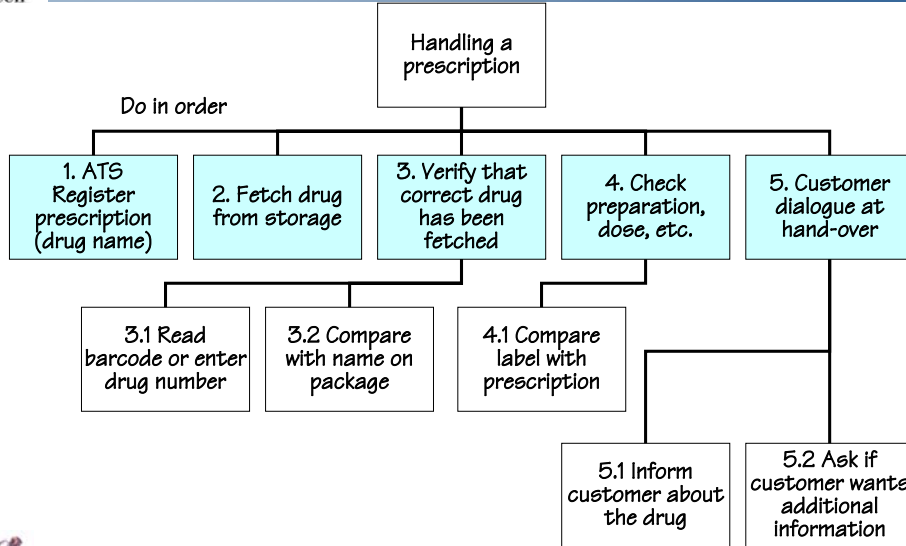 Handling a
prescription
Do in order
1. ATS
Register
prescription
(drug name)
2. Fetch drug
from storage
3. Verify that
correct drug
has been
fetched
4. Check
preparation,
dose, etc.
5. Customer
dialogue at
hand-over
3.1 Read
barcode or enter
drug number
3.2 Compare
with name on
package
4.1 Compare
label with
prescription
5.1 Inform
customer about
the drug
5.2 Ask if
customer wants
additional
information